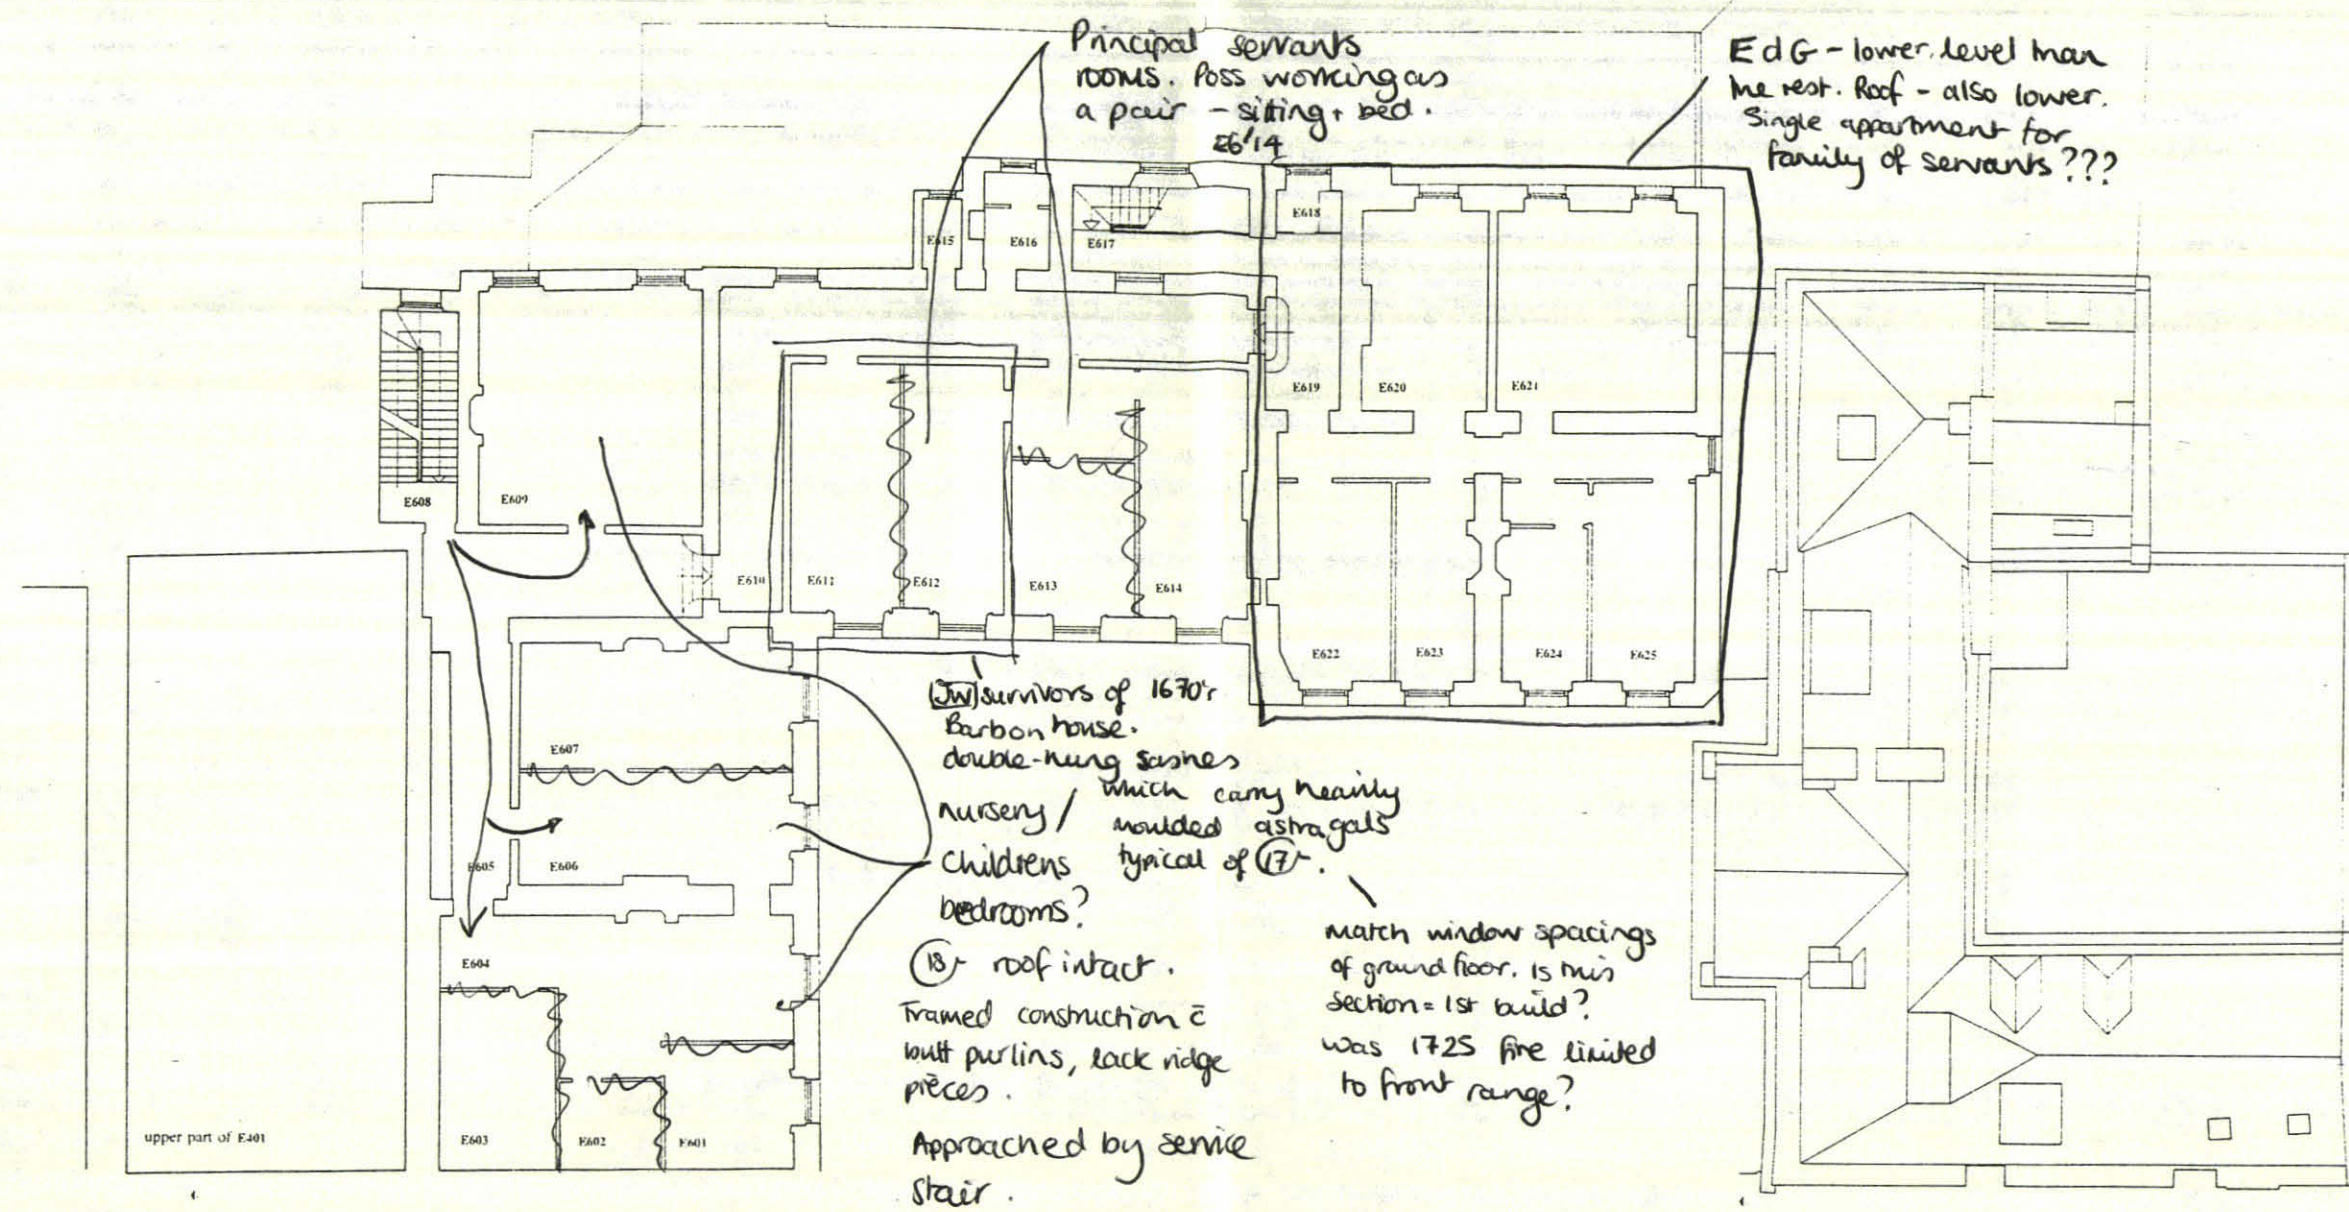 Principal servants
rooms. Poss working as
a pair - sitting + bed.
E6'14
EdG - lower level than
the rest. Roof - also lower.
Single appartment for
family of servants???
E615
E616
E617
E618
E619
E620
E621
E608
E609
E610
E611
E612
E613
E614
E622
E623
E624
E625
(JW) survivors of 1670's
Barbon house.
double-hung sashes
which carry heavily
moulded astragals
typical of 17
nursery /
Childrens
bedrooms?
18 roof intact.
Framed construction c̄
butt purlins, lack ridge
pieces.
Approached by service
stair.
match window spacings
of ground floor. Is this
section = 1st build?
was 1725 fire limited
to front range?
E607
E605
E606
E604
E603
E602
E601
upper part of E401